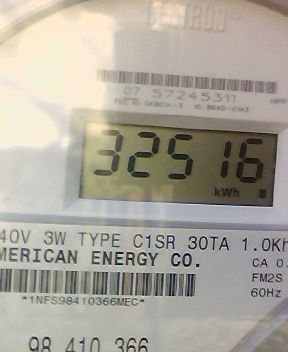 CENTRON®
07 57245311
32516
kWh
40V 3W TYPE C1SR 30TA 1.0Kh
MERICAN ENERGY CO.
CA 0.
FM2S
60Hz
*1NFS98410366MEC*
98 410 366